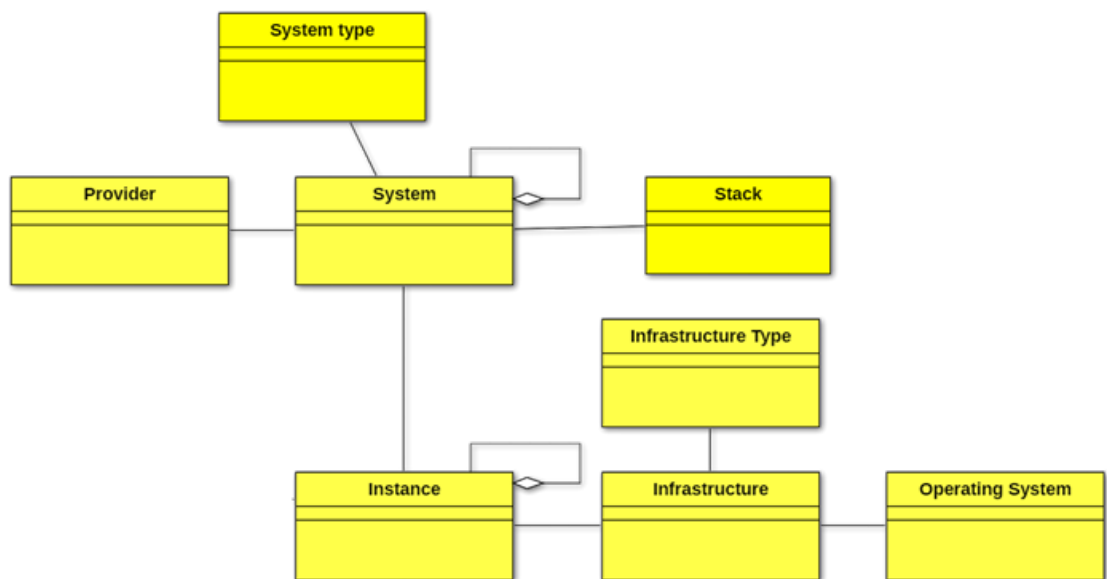 System type
Provider
System
Stack
Infrastructure Type
Instance
Infrastructure
Operating System